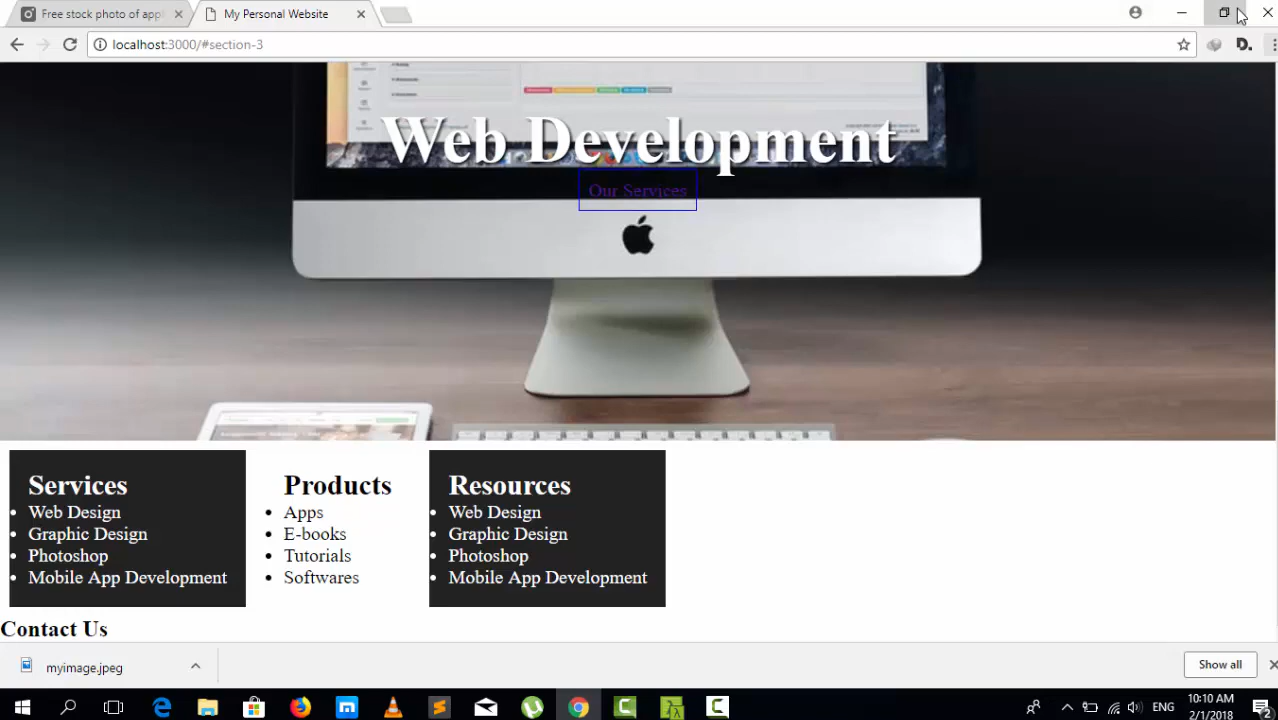 Free stock photo of appl
My Personal Website
localhost:3000/#section-3
D.
Web Development
Our Services
Services
Web Design
Graphic Design
Photoshop
Mobile App Development
Products
Apps
E-books
Tutorials
Softwares
Resources
Web Design
Graphic Design
Photoshop
Mobile App Development
Contact Us
myimage.jpeg
Show all
ENG
10:10 AM
2/1/2018
2